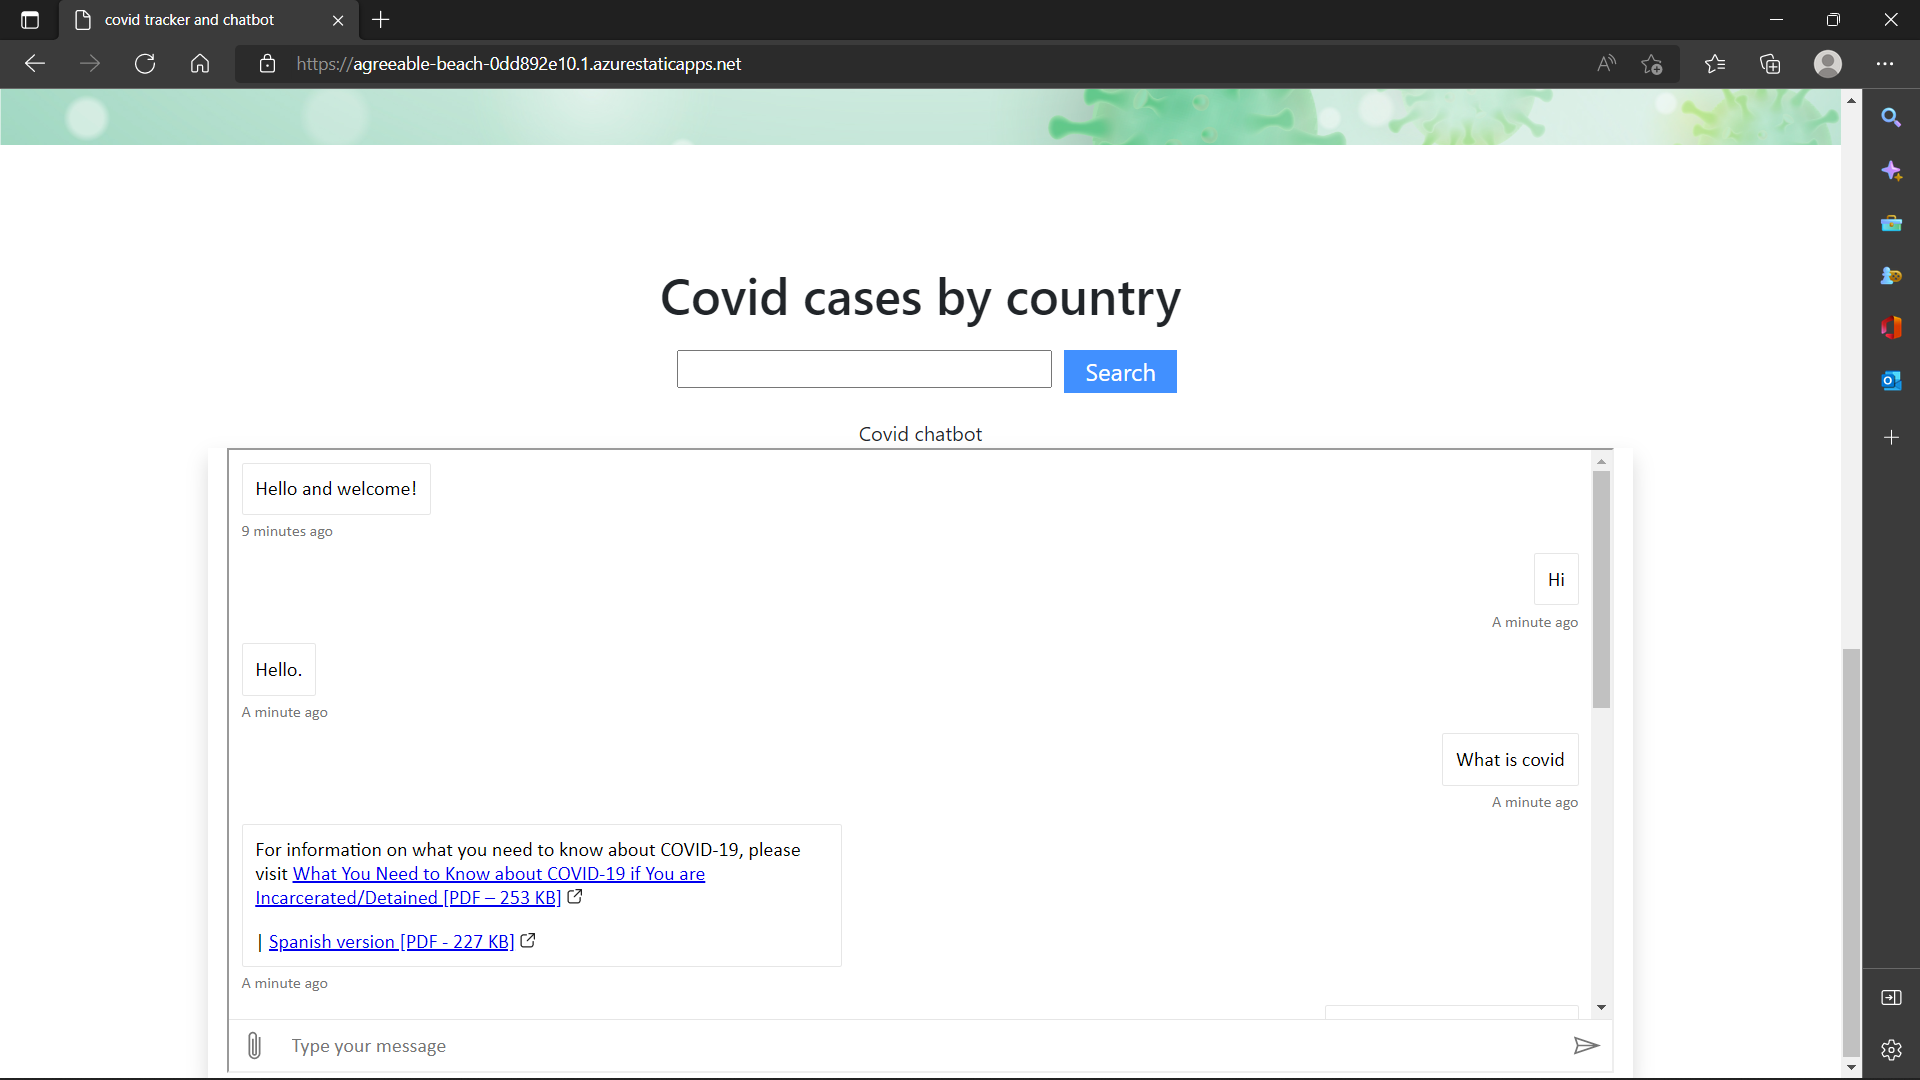 covid tracker and chatbot
https://agreeable-beach-0dd892e10.1.azurestaticapps.net
Covid cases by country
Search
Covid chatbot
Hello and welcome!
9 minutes ago
Hi
A minute ago
Hello.
A minute ago
What is covid
A minute ago
For information on what you need to know about COVID-19, please
visit What You Need to Know about COVID-19 if You are
Incarcerated/Detained [PDF – 253 KB]
| Spanish version [PDF - 227 KB]
A minute ago
Type your message